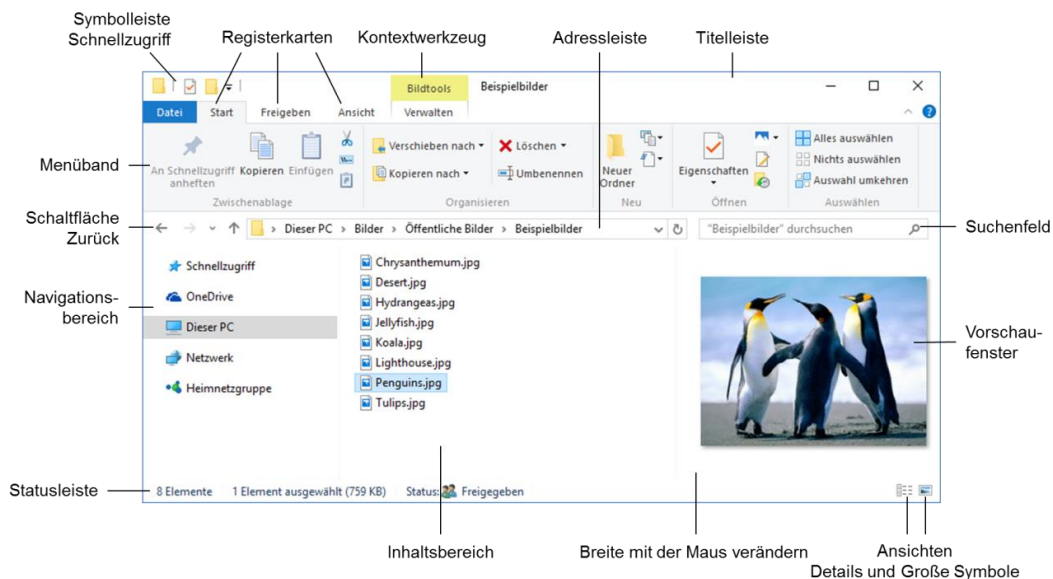 Symbolleiste
Schnellzugriff
Registerkarten
Kontextwerkzeug
Adressleiste
Titelleiste
Bildtools
Beispielbilder
Datei
Start
Freigeben
Ansicht
Verwalten
Menüband
An Schnellzugriff
anheften
Kopieren
Einfügen
Verschieben nach
Kopieren nach
Löschen
Umbenennen
Neuer
Ordner
Eigenschaften
Alles auswählen
Nichts auswählen
Auswahl umkehren
Zwischenablage
Organisieren
Neu
Öffnen
Auswählen
Schaltfläche
Zurück
Dieser PC > Bilder > Öffentliche Bilder > Beispielbilder
"Beispielbilder" durchsuchen
Suchenfeld
Navigations-
bereich
Schnellzugriff
OneDrive
Dieser PC
Netzwerk
Heimnetzgruppe
Chrysanthemum.jpg
Desert.jpg
Hydrangeas.jpg
Jellyfish.jpg
Koala.jpg
Lighthouse.jpg
Penguins.jpg
Tulips.jpg
Vorschau-
fenster
Statusleiste
8 Elemente
1 Element ausgewählt (759 KB)
Status: Freigegeben
Inhaltsbereich
Breite mit der Maus verändern
Ansichten
Details und Große Symbole